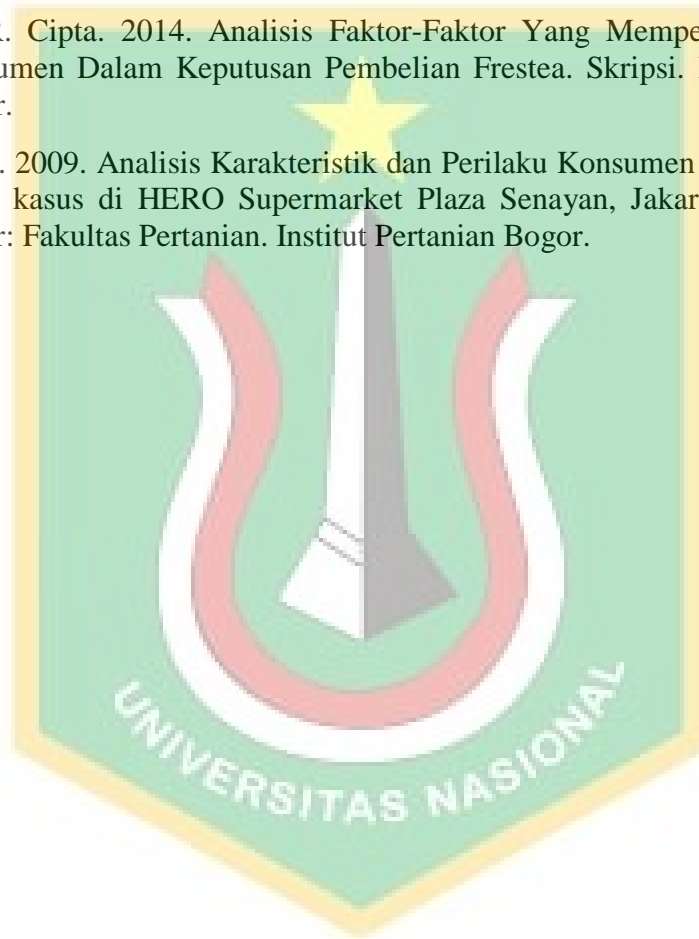 R. Cipta. 2014. Analisis Faktor-Faktor Yang Mempe
umen Dalam Keputusan Pembelian Frestea. Skripsi.
r.
. 2009. Analisis Karakteristik dan Perilaku Konsumen
kasus di HERO Supermarket Plaza Senayan, Jakar
r: Fakultas Pertanian. Institut Pertanian Bogor.
UNIVERSITAS NASIONAL